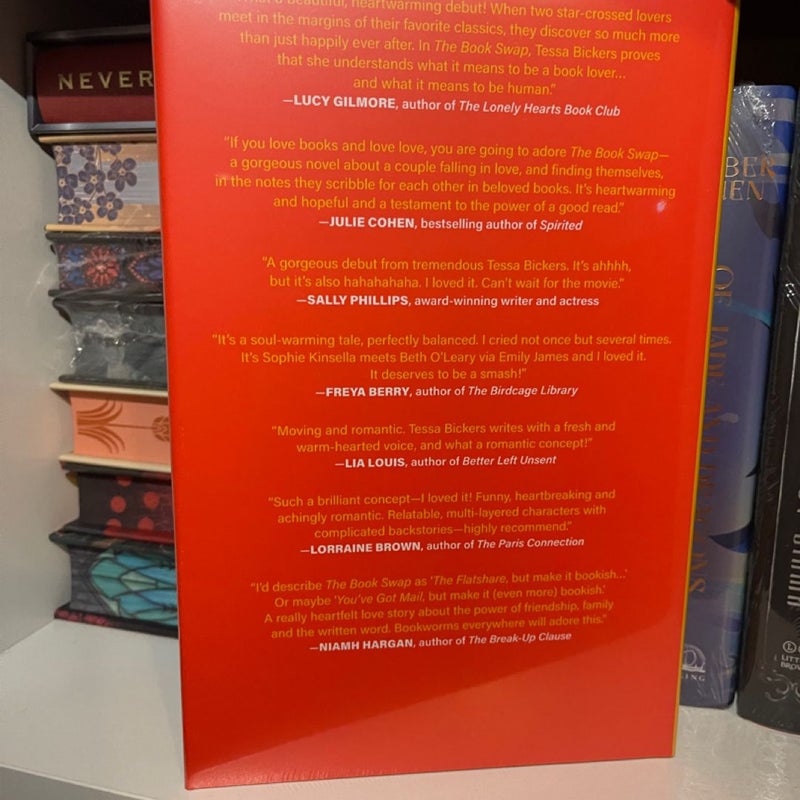 a beautiful, heartwarming debut! When two star-crossed lovers
meet in the margins of their favorite classics, they discover so much more
than just happily ever after. In The Book Swap, Tessa Bickers proves
that she understands what it means to be a book lover...
and what it means to be human.”
—LUCY GILMORE, author of The Lonely Hearts Book Club
“If you love books and love love, you are going to adore The Book Swap—
a gorgeous novel about a couple falling in love, and finding themselves,
in the notes they scribble for each other in beloved books. It’s heartwarming
and hopeful and a testament to the power of a good read.”
—JULIE COHEN, bestselling author of Spirited
“A gorgeous debut from tremendous Tessa Bickers. It’s ahhhh,
but it’s also hahahahaha. I loved it. Can’t wait for the movie.”
—SALLY PHILLIPS, award-winning writer and actress
“It’s a soul-warming tale, perfectly balanced. I cried not once but several times.
It’s Sophie Kinsella meets Beth O’Leary via Emily James and I loved it.
It deserves to be a smash!”
—FREYA BERRY, author of The Birdcage Library
“Moving and romantic. Tessa Bickers writes with a fresh and
warm-hearted voice, and what a romantic concept!”
—LIA LOUIS, author of Better Left Unsent
“Such a brilliant concept—I loved it! Funny, heartbreaking and
achingly romantic. Relatable, multi-layered characters with
complicated backstories—highly recommend.”
—LORRAINE BROWN, author of The Paris Connection
“I’d describe The Book Swap as ‘The Flatshare, but make it bookish...’
Or maybe ‘You’ve Got Mail, but make it (even more) bookish.’
A really heartfelt love story about the power of friendship, family
and the written word. Bookworms everywhere will adore this.”
—NIAMH HARGAN, author of The Break-Up Clause
NEVER
BER
EN
OF JADE AND
LITT
BROW